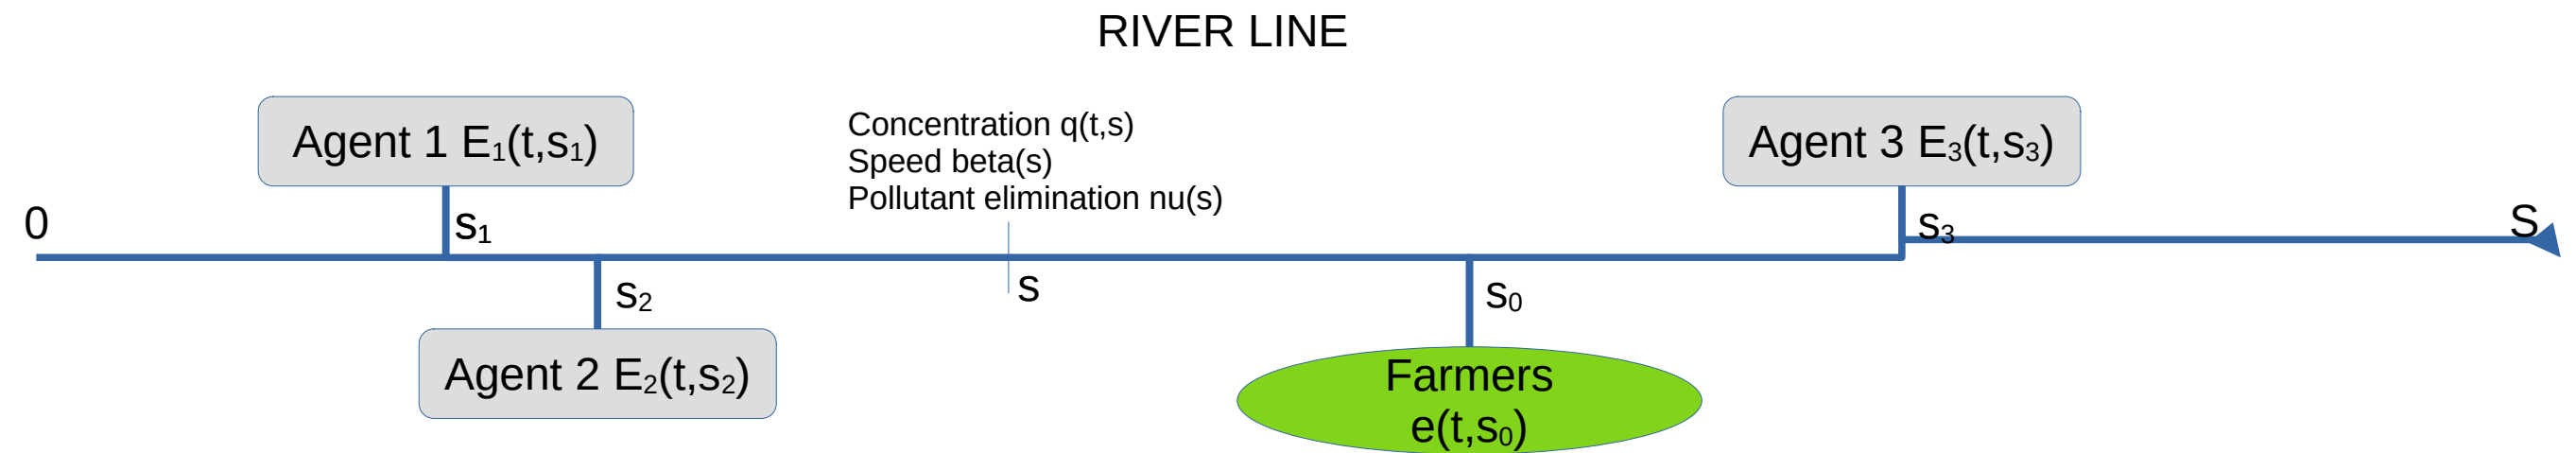 RIVER LINE
Agent 1 E₁(t,s₁)
Concentration q(t,s)
Speed beta(s)
Pollutant elimination nu(s)
Agent 3 E₃(t,s₃)
0
s₁
s₃
S
s₂
s
s₀
Agent 2 E₂(t,s₂)
Farmers
e(t,s₀)